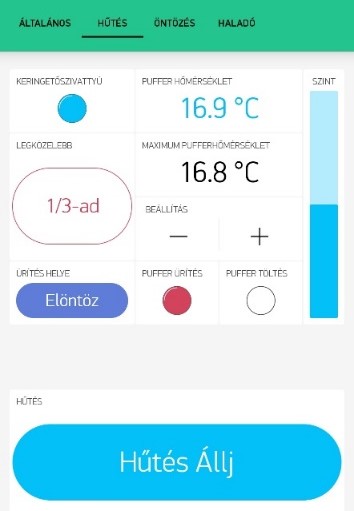 ÁLTALÁNOS HŰTÉS ÖNTÖZÉS HALADÓ
KERINGETŐSZIVATTYÚ
PUFFER HŐMÉRSÉKLET
16.9 °C
SZINT
LEGKÖZELEBB
1/3-ad
MAXIMUM PUFFERHŐMÉRSÉKLET
16.8 °C
BEÁLLÍTÁS
− +
ÜRÍTÉS HELYE
Elöntöz
PUFFER ÜRÍTÉS
PUFFER TÖLTÉS
HŰTÉS
Hűtés Állj